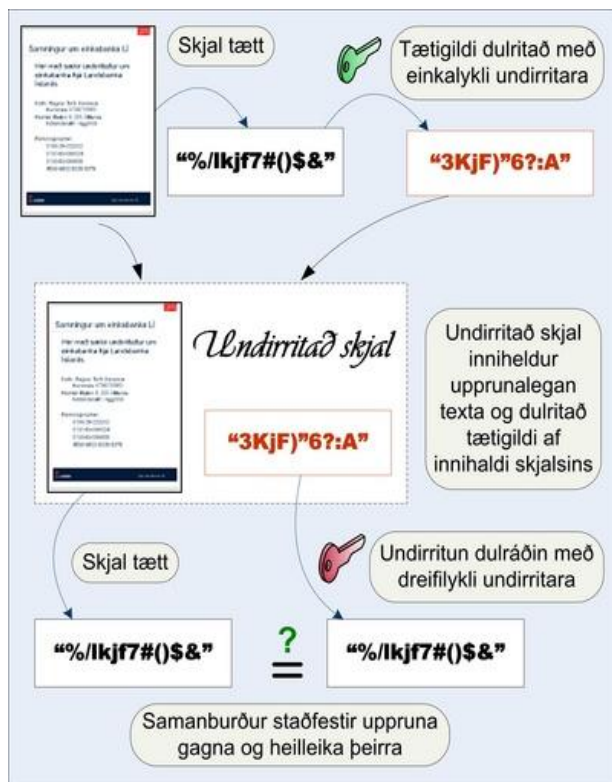 Samningur um einkabanka LÍ
Skjal tætt
Tætigildi dulritað með
einkalykli undirritara
“%/lkjf7#()$&”
“3KjF)”6?:A”
Samningur um einkabanka LÍ
Undirritað skjal
“3KjF)”6?:A”
Undirritað skjal
inniheldur
upprunalegan
texta og dulritað
tætigildi af
innihaldi skjalsins
Skjal tætt
Undirritun dulráðin með
dreifilykli undirritara
“%/lkjf7#()$&”
?
=
“%/lkjf7#()$&”
Samanburður staðfestir uppruna
gagna og heilleika þeirra